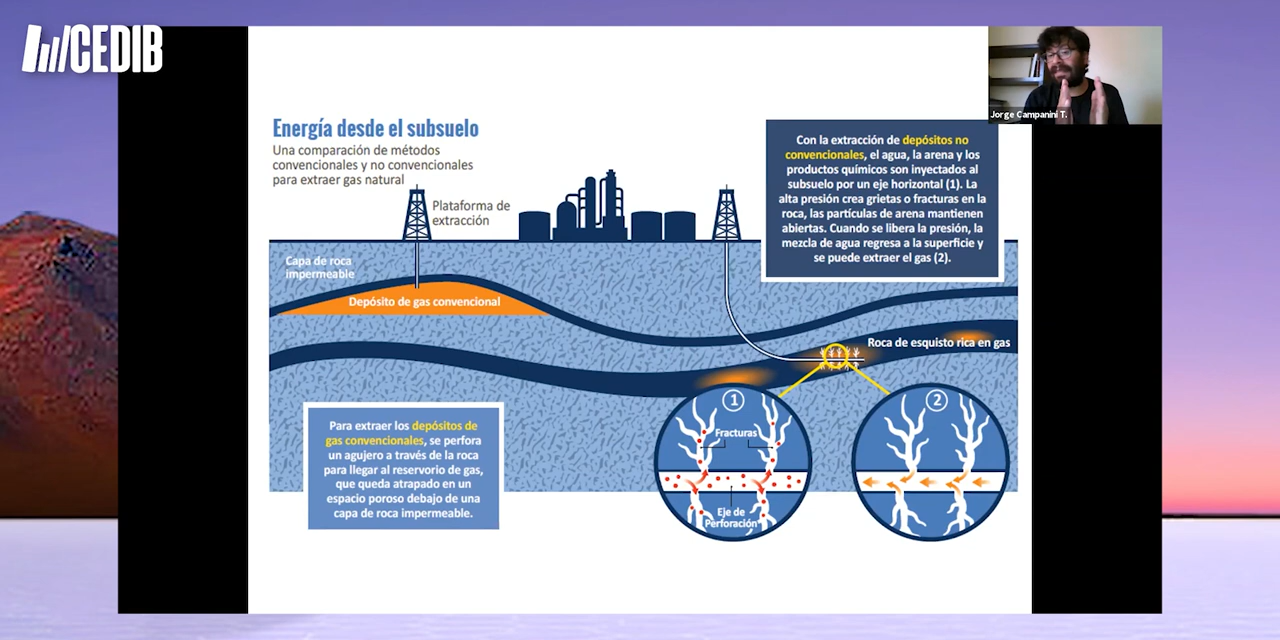 CEDIB
Jorge Campanini T.
Energía desde el subsuelo
Una comparación de métodos
convencionales y no convencionales
para extraer gas natural
Plataforma de
extracción
Con la extracción de depósitos no
convencionales, el agua, la arena y los
productos químicos son inyectados al
subsuelo por un eje horizontal (1). La
alta presión crea grietas o fracturas en la
roca, las partículas de arena mantienen
abiertas. Cuando se libera la presión, la
mezcla de agua regresa a la superficie y
se puede extraer el gas (2).
Capa de roca
impermeable
Depósito de gas convencional
Roca de esquisto rica en gas
Para extraer los depósitos de
gas convencionales, se perfora
un agujero a través de la roca
para llegar al reservorio de gas,
que queda atrapado en un
espacio poroso debajo de una
capa de roca impermeable.
1
Fracturas
Eje de
Perforación
2